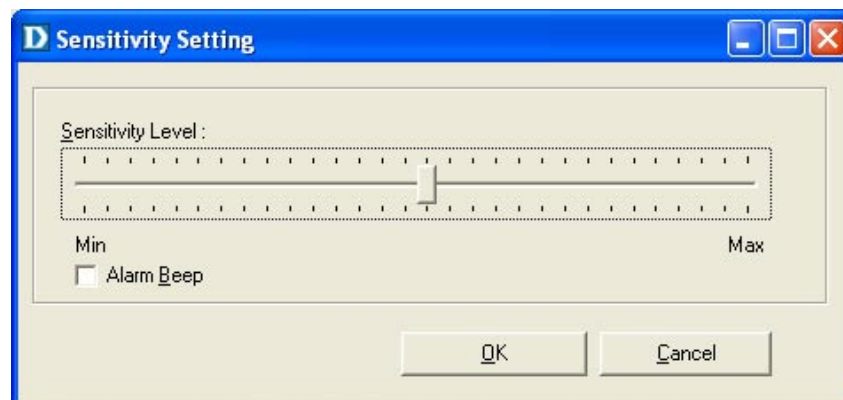 D Sensitivity Setting
Sensitivity Level :
Min Max
Alarm Beep
OK Cancel